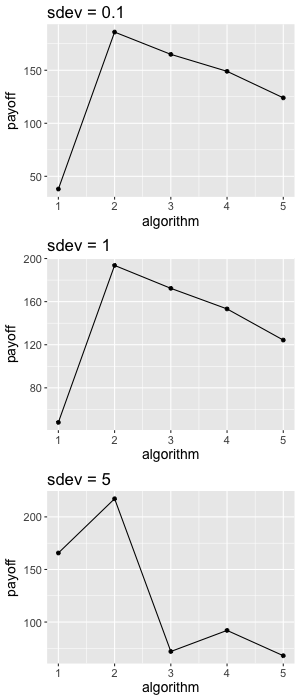 sdev = 0.1
150
100
50
payoff
1 2 3 4 5
algorithm
sdev = 1
200
160
120
80
payoff
1 2 3 4 5
algorithm
sdev = 5
200
150
100
payoff
1 2 3 4 5
algorithm